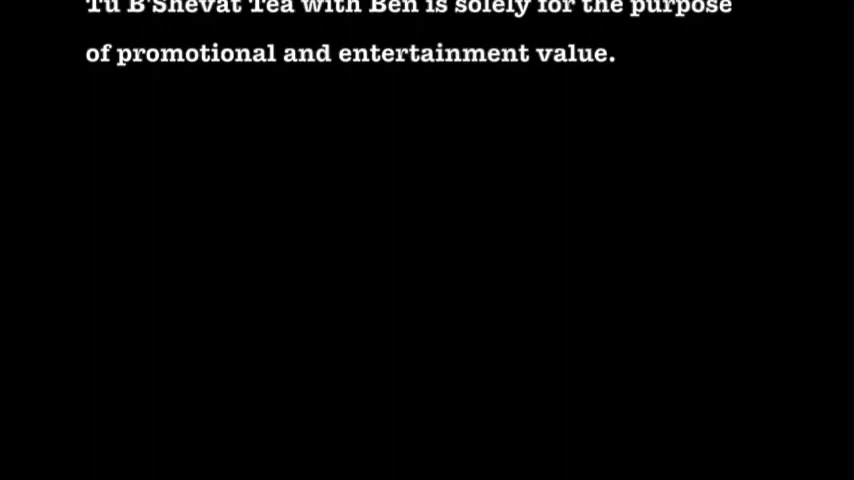 Tu B'Shevat Tea with Ben is solely for the purpose
of promotional and entertainment value.